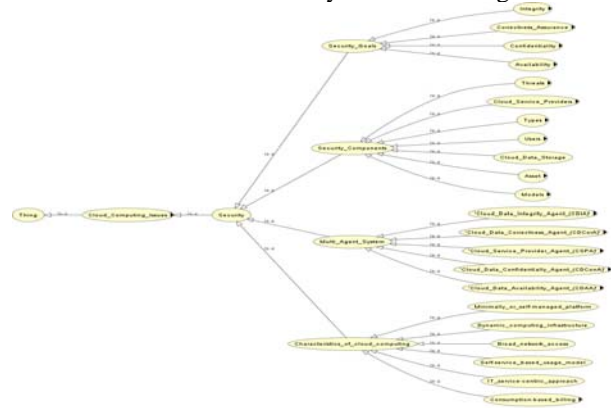 Integrity
Correctness_Assurance
Security_Goals
Confidentiality
Availability
Threats
Cloud_Service_Providers
Types
Users
Security_Components
Cloud_Data_Storage
Asset
Models
Thing
Cloud_Computing_Issues
Security
'Cloud_Data_Integrity_Agent_(CDIA)'
'Cloud_Data_Correctness_Agent_(CDConA)'
Multi_Agent_System
'Cloud_Service_Provider_Agent_(CSPA)'
'Cloud_Data_Confidentially_Agent_(CDConA)'
'Cloud_Data_Availability_Agent_(CDAA)'
Minimally_or_self-managed_platform
Dynamic_computing_infrastructure
Characteristics_of_cloud_computing
Broad_network_access
Self-service_based_usage_model
IT_service-centric_approach
Consumption-based_billing